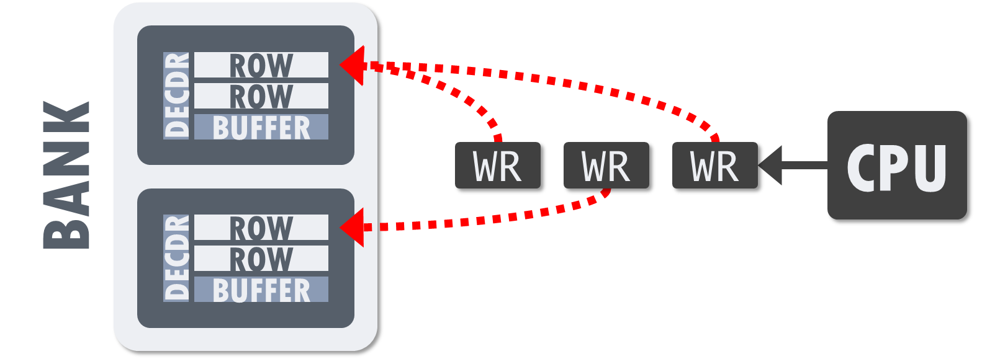 BANK
DECDR
ROW
ROW
BUFFER
DECDR
ROW
ROW
BUFFER
WR
WR
WR
CPU